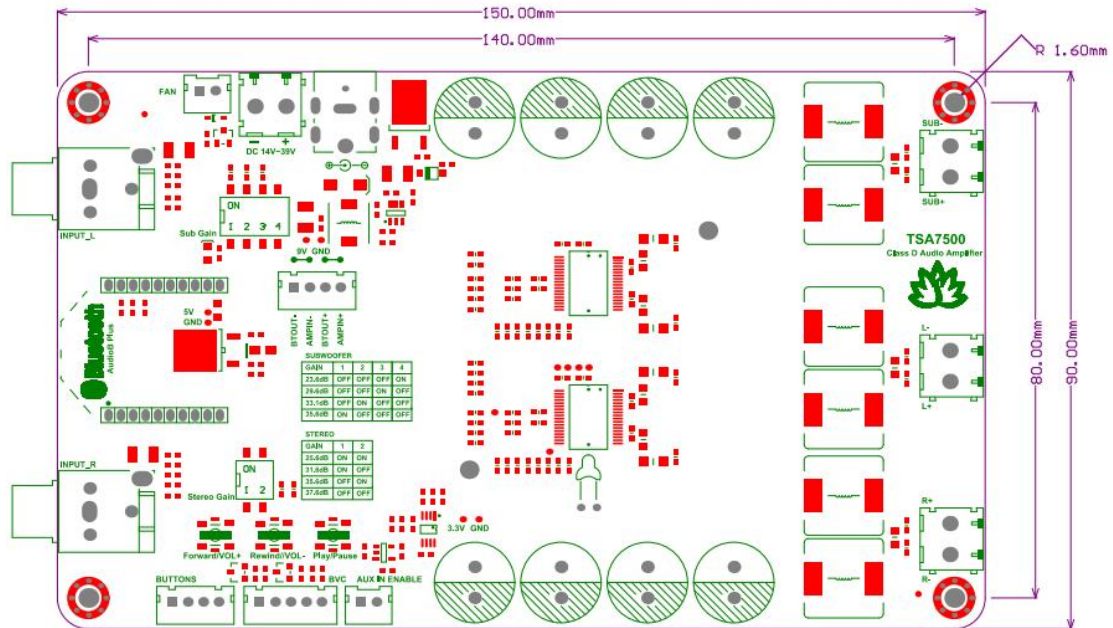 150.00mm
140.00mm
R 1.60mm
FAN
DC 14V~39V
SUB-
SUB+
ON
1 2 3 4
INPUT_L
Sub Gain
9V GND
TSA7500
Class D Audio Amplifier
5V
GND
Bluetooth
AudioB Plus
BTOUT-
AMPIN-
BTOUT+
AMPIN+
L-
L+
80.00mm
90.00mm
SUBWOOFER
GAIN 1 2 3 4
23.6dB OFF OFF OFF ON
29.6dB OFF OFF ON OFF
33.1dB OFF ON OFF OFF
35.6dB ON OFF OFF OFF
STEREO
GAIN 1 2
25.6dB ON ON
31.6dB ON OFF
35.6dB OFF ON
37.6dB OFF OFF
INPUT_R
ON
1 2
Stereo Gain
R+
R-
3.3V GND
Forward/VOL+
Rewind/VOL-
Play/Pause
BUTTONS
BVC
AUX IN ENABLE